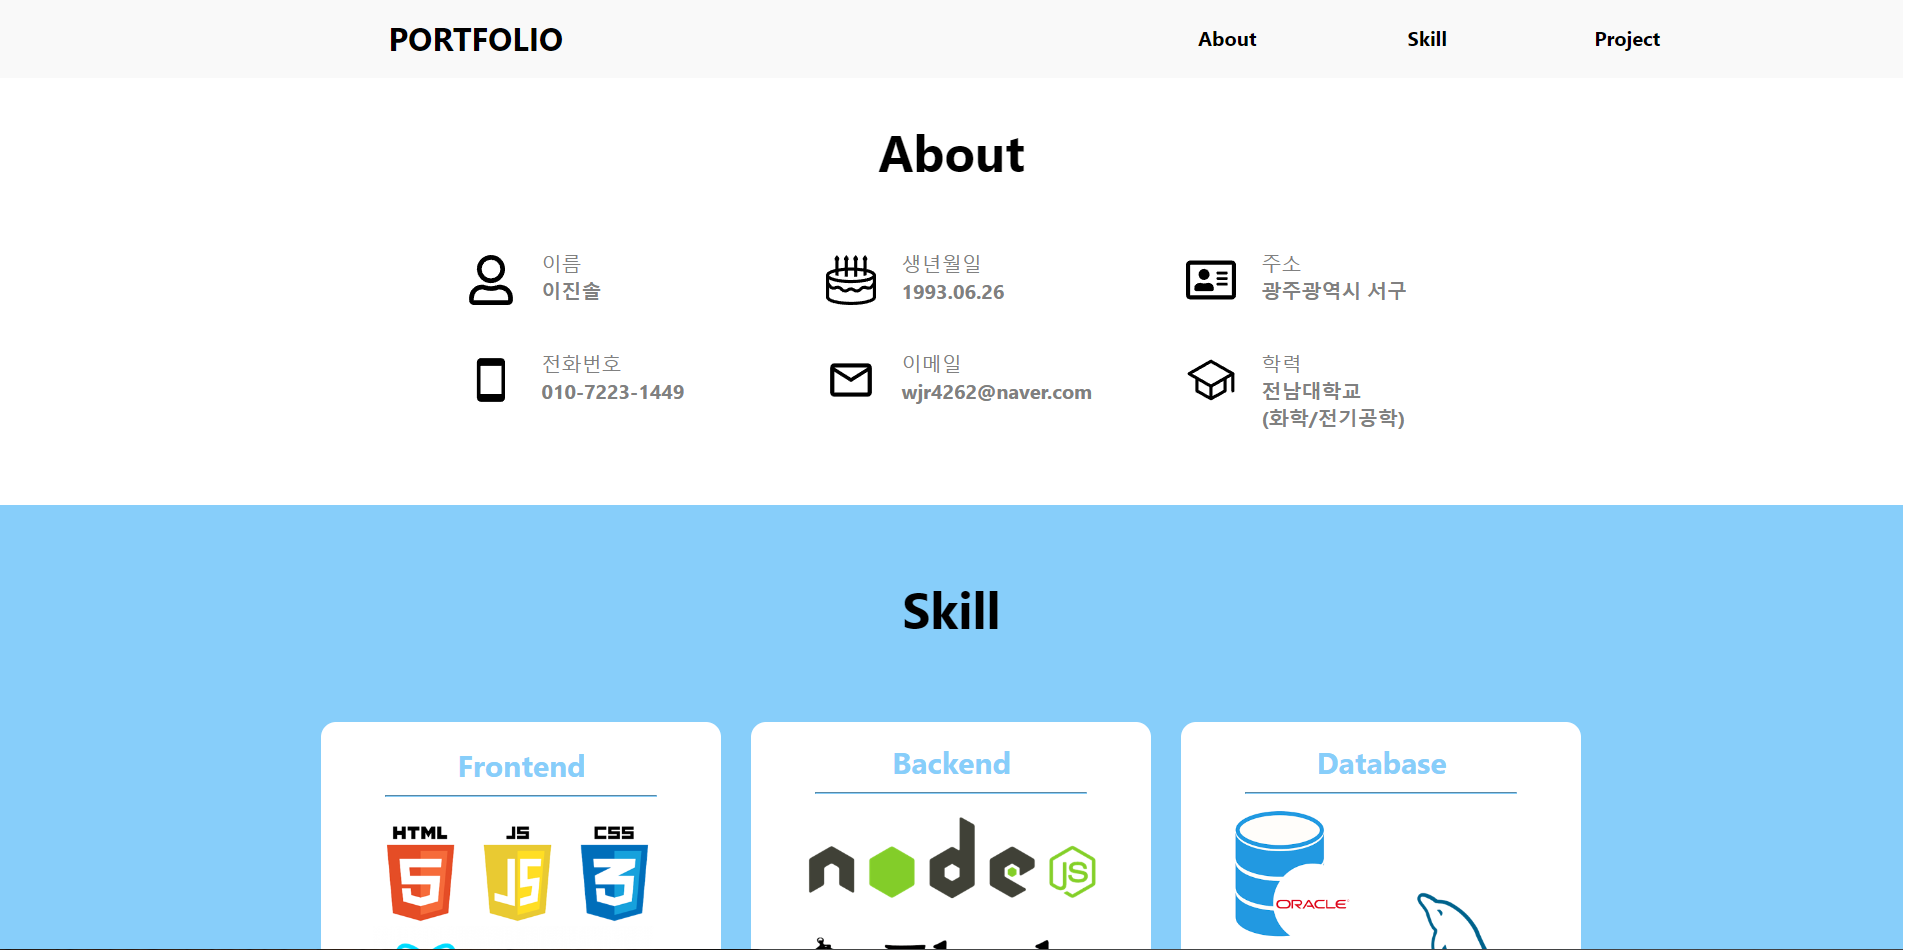 PORTFOLIO
About
Skill
Project
About
이름
이진솔
생년월일
1993.06.26
주소
광주광역시 서구
전화번호
010-7223-1449
이메일
wjr4262@naver.com
학력
전남대학교
(화학/전기공학)
Skill
Frontend
Backend
Database
HTML
JS
CSS
5
JS
3
node
JS
ORACLE